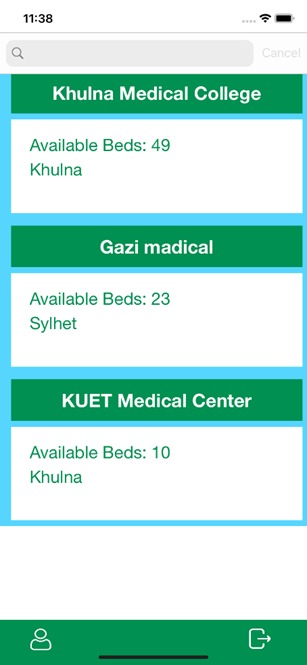 11:38
Cancel
Khulna Medical College
Available Beds: 49
Khulna
Gazi madical
Available Beds: 23
Sylhet
KUET Medical Center
Available Beds: 10
Khulna